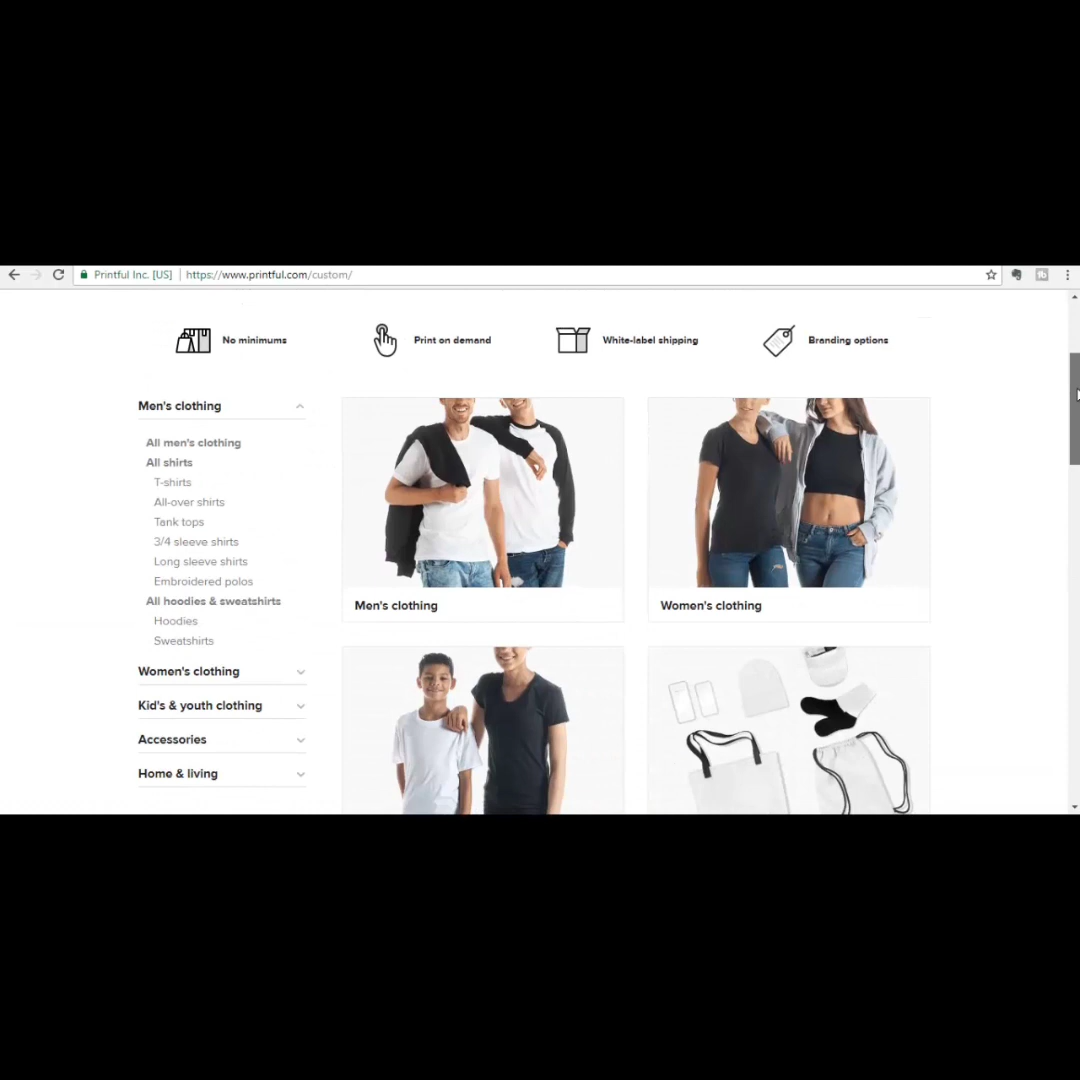 Printful Inc. [US] https://www.printful.com/custom/
No minimums
Print on demand
White-label shipping
Branding options
Men's clothing
All men's clothing
All shirts
T-shirts
All-over shirts
Tank tops
3/4 sleeve shirts
Long sleeve shirts
Embroidered polos
All hoodies & sweatshirts
Hoodies
Sweatshirts
Women's clothing
Kid's & youth clothing
Accessories
Home & living
Men's clothing
Women's clothing